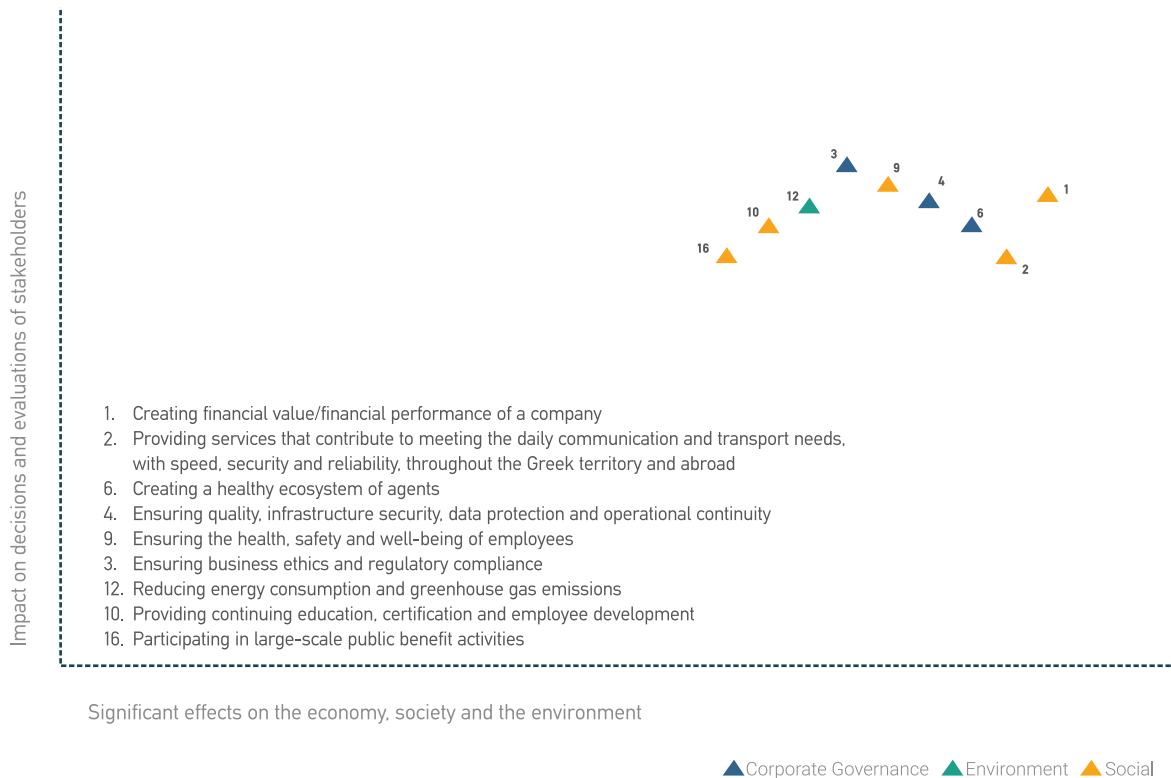 Impact on decisions and evaluations of stakeholders
3
9
4
1
12
10
6
16
2
1. Creating financial value/financial performance of a company
2. Providing services that contribute to meeting the daily communication and transport needs,
with speed, security and reliability, throughout the Greek territory and abroad
6. Creating a healthy ecosystem of agents
4. Ensuring quality, infrastructure security, data protection and operational continuity
9. Ensuring the health, safety and well-being of employees
3. Ensuring business ethics and regulatory compliance
12. Reducing energy consumption and greenhouse gas emissions
10. Providing continuing education, certification and employee development
16. Participating in large-scale public benefit activities
Significant effects on the economy, society and the environment
Corporate Governance Environment Social